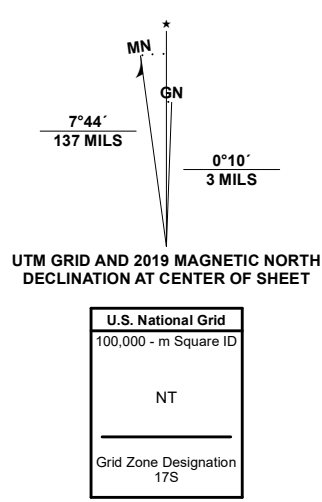 ★
MN
GN
7°44´
137 MILS
0°10´
3 MILS
UTM GRID AND 2019 MAGNETIC NORTH
DECLINATION AT CENTER OF SHEET
U.S. National Grid
100,000 - m Square ID
NT
Grid Zone Designation
17S